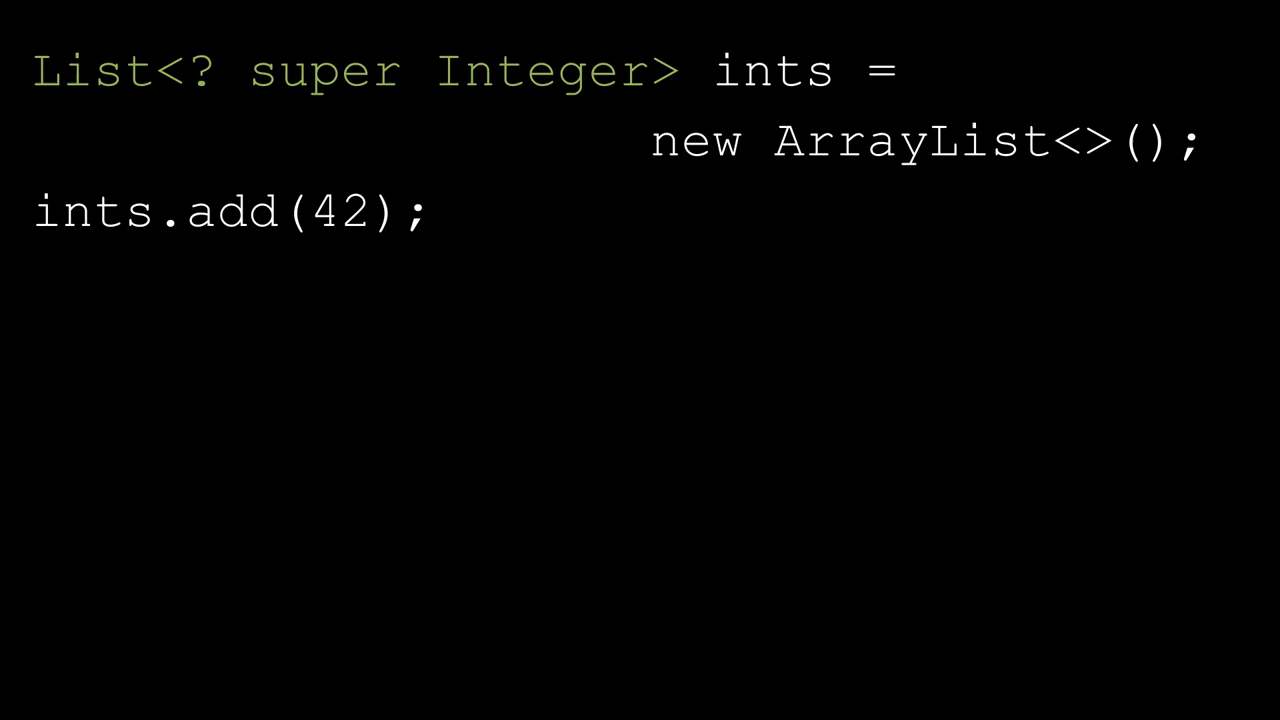 List<? super Integer> ints =
new ArrayList<>();
ints.add(42);